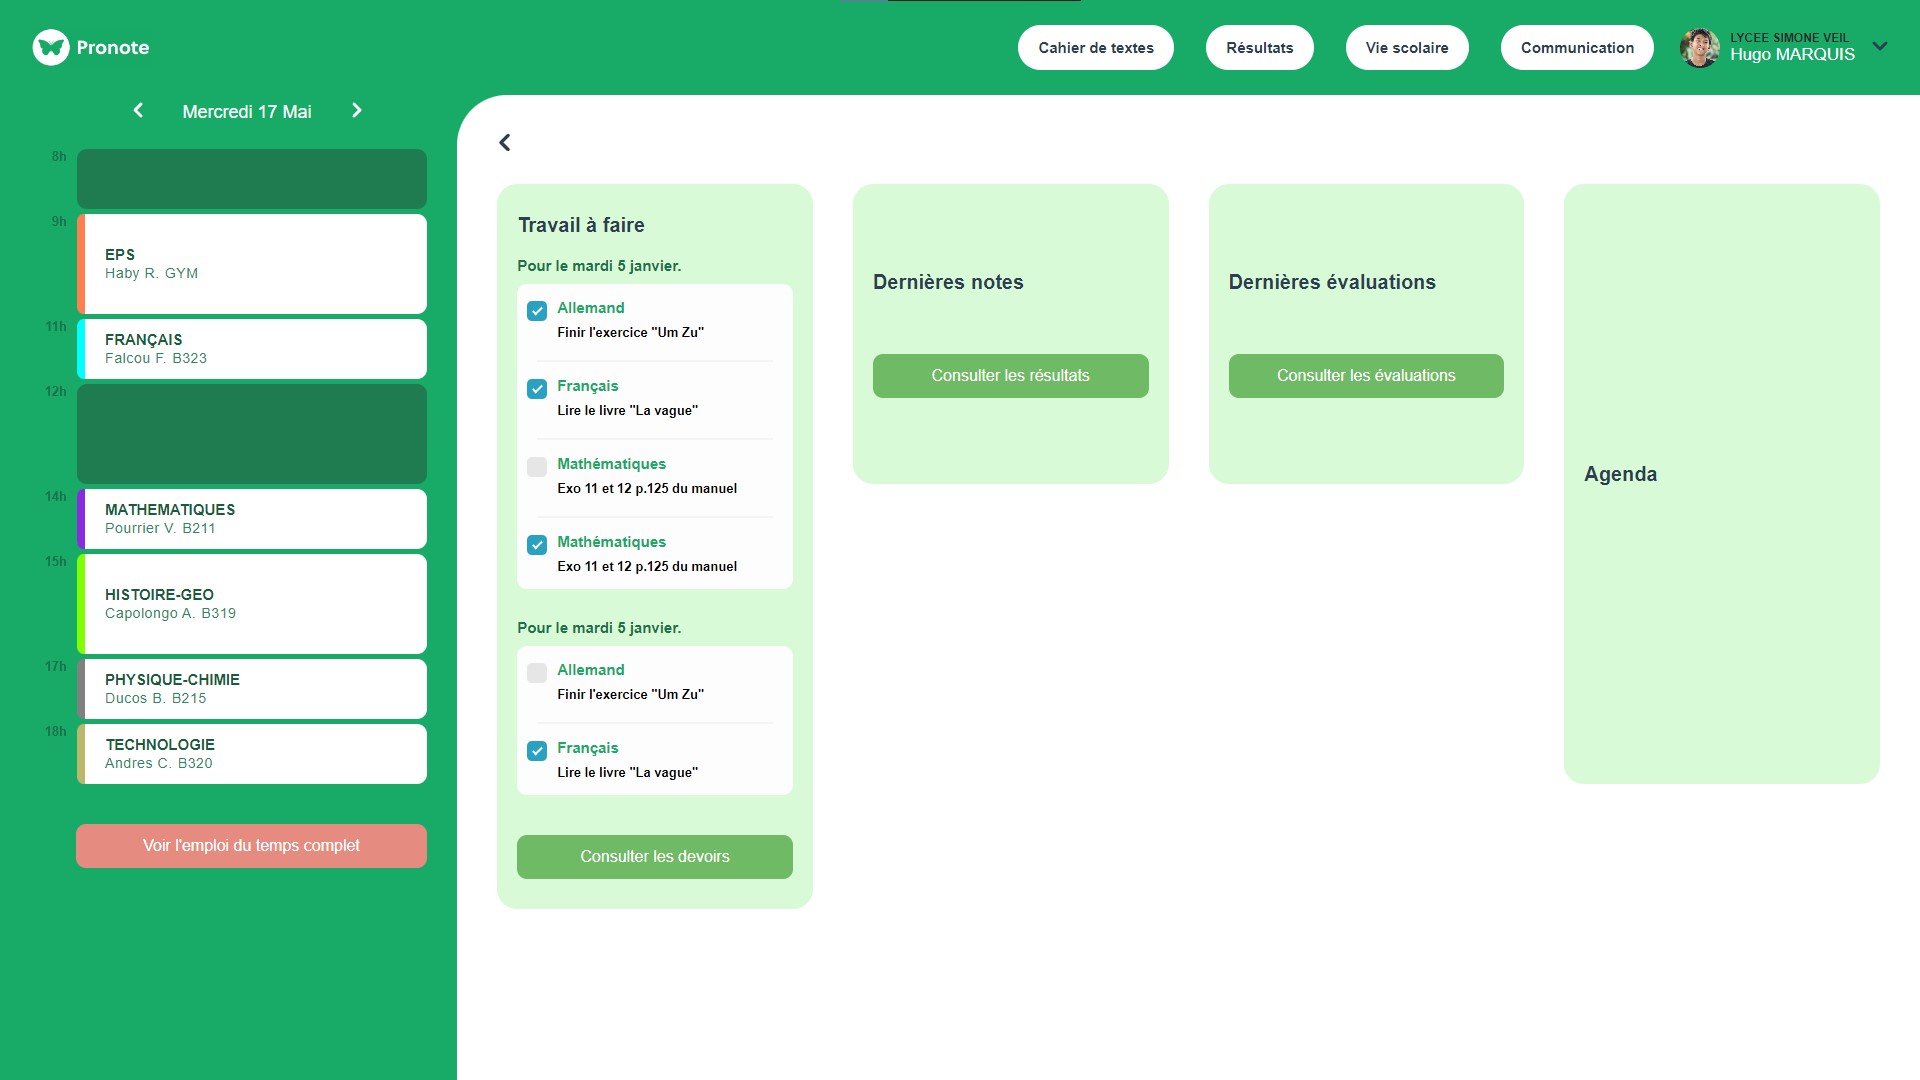 Pronote
Cahier de textes
Résultats
Vie scolaire
Communication
LYCEE SIMONE VEIL
Hugo MARQUIS
Mercredi 17 Mai
8h
9h
EPS
Haby R. GYM
11h
FRANÇAIS
Falcou F. B323
12h
14h
MATHEMATIQUES
Pourrier V. B211
15h
HISTOIRE-GEO
Capolongo A. B319
17h
PHYSIQUE-CHIMIE
Ducos B. B215
18h
TECHNOLOGIE
Andres C. B320
Voir l'emploi du temps complet
Travail à faire
Pour le mardi 5 janvier.
Allemand
Finir l'exercice "Um Zu"
Français
Lire le livre "La vague"
Mathématiques
Exo 11 et 12 p.125 du manuel
Mathématiques
Exo 11 et 12 p.125 du manuel
Pour le mardi 5 janvier.
Allemand
Finir l'exercice "Um Zu"
Français
Lire le livre "La vague"
Consulter les devoirs
Dernières notes
Consulter les résultats
Dernières évaluations
Consulter les évaluations
Agenda